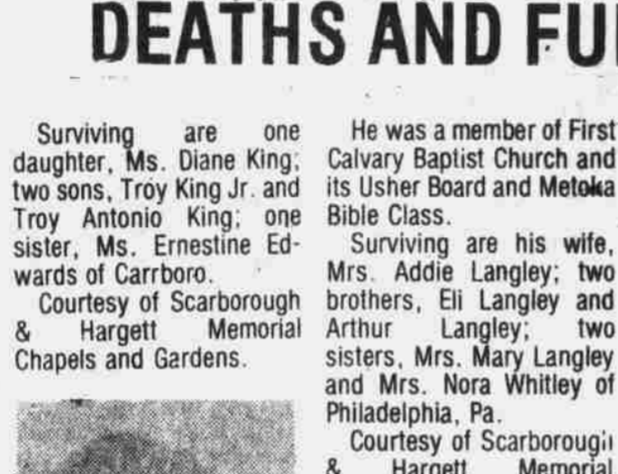 DEATHS AND FU
Surviving are one
daughter, Ms. Diane King;
two sons, Troy King Jr. and
Troy Antonio King; one
sister, Ms. Ernestine Ed-
wards of Carrboro.
Courtesy of Scarborough
& Hargett Memorial
Chapels and Gardens.
He was a member of First
Calvary Baptist Church and
its Usher Board and Metoka
Bible Class.
Surviving are his wife,
Mrs. Addie Langley; two
brothers, Eli Langley and
Arthur Langley; two
sisters, Mrs. Mary Langley
and Mrs. Nora Whitley of
Philadelphia, Pa.
Courtesy of Scarborough
& Hargett Memorial